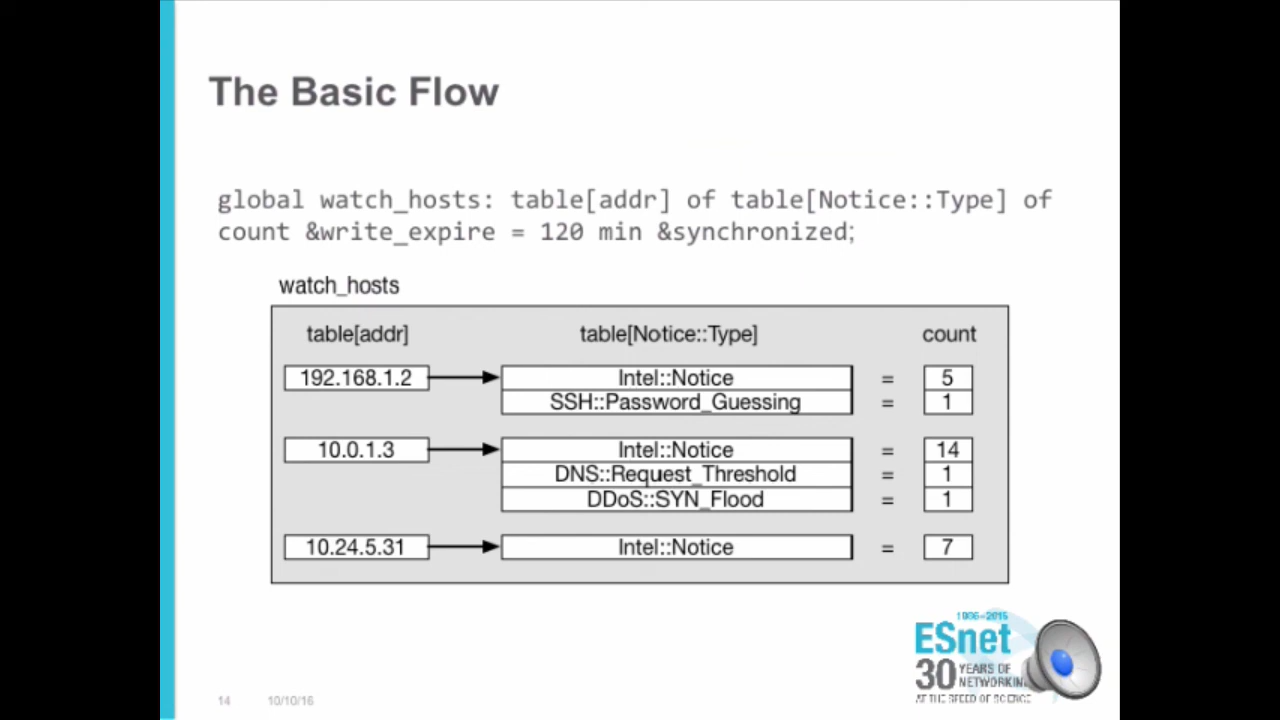 The Basic Flow
global watch_hosts: table[addr] of table[Notice::Type] of
count &write_expire = 120 min &synchronized;
watch_hosts
table[addr] table[Notice::Type] count
192.168.1.2 Intel::Notice = 5
SSH::Password_Guessing = 1
10.0.1.3 Intel::Notice = 14
DNS::Request_Threshold = 1
DDoS::SYN_Flood = 1
10.24.5.31 Intel::Notice = 7
ESnet
30 YEARS OF
AT THE SPEED OF SCIENCE
14 10/10/16